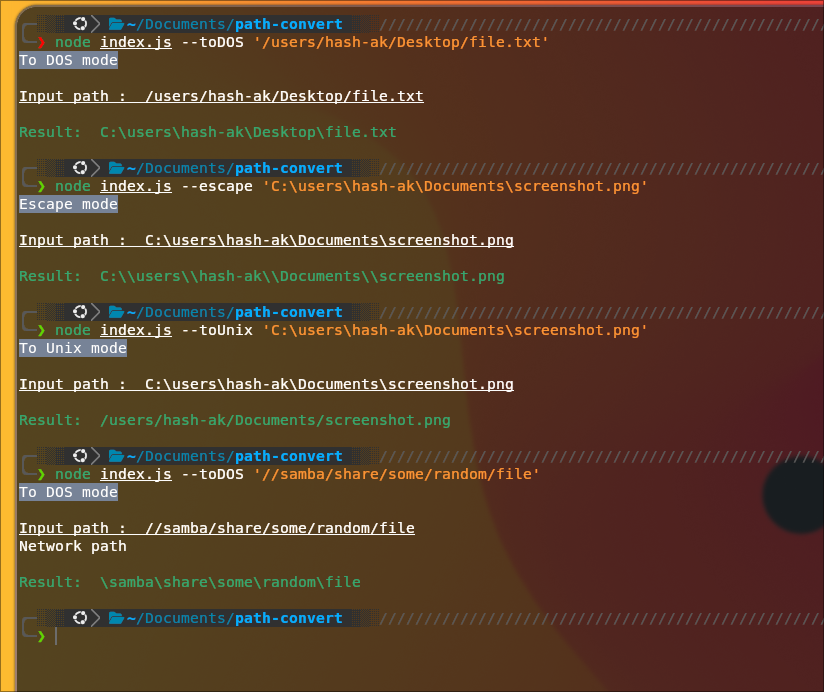 ~/Documents/path-convert ////////////////////////////////////////////////
❯ node index.js --toDOS '/users/hash-ak/Desktop/file.txt'
To DOS mode
Input path :  /users/hash-ak/Desktop/file.txt
Result:  C:\users\hash-ak\Desktop\file.txt
~/Documents/path-convert ////////////////////////////////////////////////
❯ node index.js --escape 'C:\users\hash-ak\Documents\screenshot.png'
Escape mode
Input path :  C:\users\hash-ak\Documents\screenshot.png
Result:  C:\\users\\hash-ak\\Documents\\screenshot.png
~/Documents/path-convert ////////////////////////////////////////////////
❯ node index.js --toUnix 'C:\users\hash-ak\Documents\screenshot.png'
To Unix mode
Input path :  C:\users\hash-ak\Documents\screenshot.png
Result:  /users/hash-ak/Documents/screenshot.png
~/Documents/path-convert ////////////////////////////////////////////////
❯ node index.js --toDOS '//samba/share/some/random/file'
To DOS mode
Input path :  //samba/share/some/random/file
Network path
Result:  \samba\share\some\random\file
~/Documents/path-convert ////////////////////////////////////////////////
❯